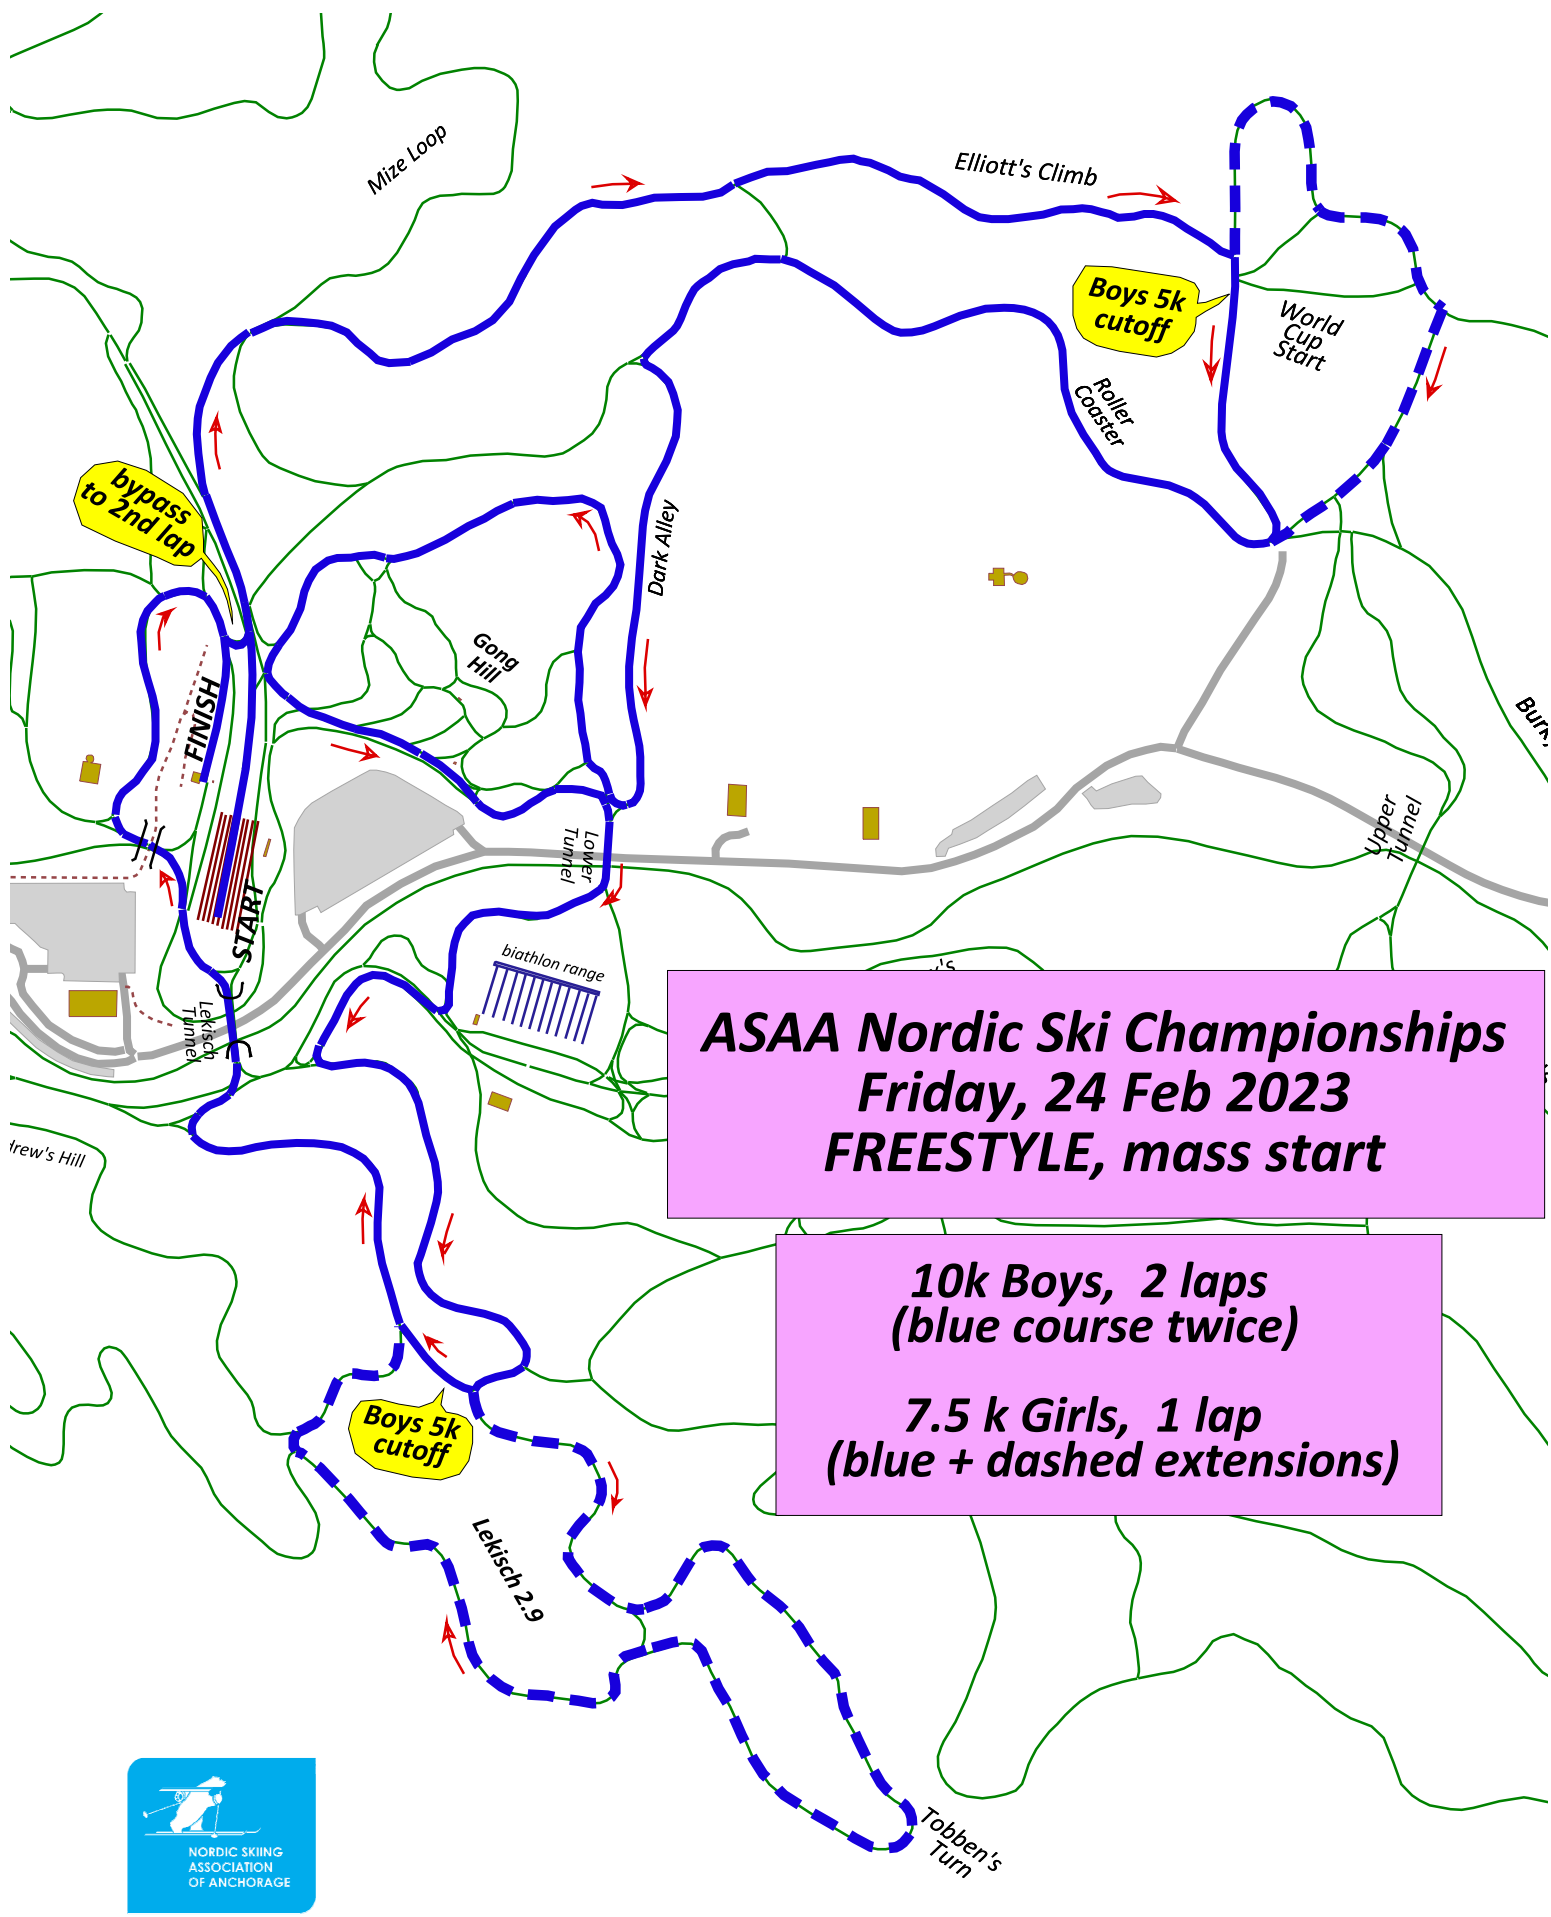 Mize Loop
Elliott's Climb
Boys 5k
cutoff
World
Cup
Start
Roller
Coaster
bypass
to 2nd lap
Dark Alley
Gong
Hill
FINISH
START
Lower
Tunnel
Upper
Tunnel
biathlon range
Lekisch
Tunnel
ASAA Nordic Ski Championships
Friday, 24 Feb 2023
FREESTYLE, mass start
10k Boys, 2 laps
(blue course twice)
7.5 k Girls, 1 lap
(blue + dashed extensions)
drew's Hill
Boys 5k
cutoff
Lekisch 2.9
Tobben's
Turn
NORDIC SKIING
ASSOCIATION
OF ANCHORAGE